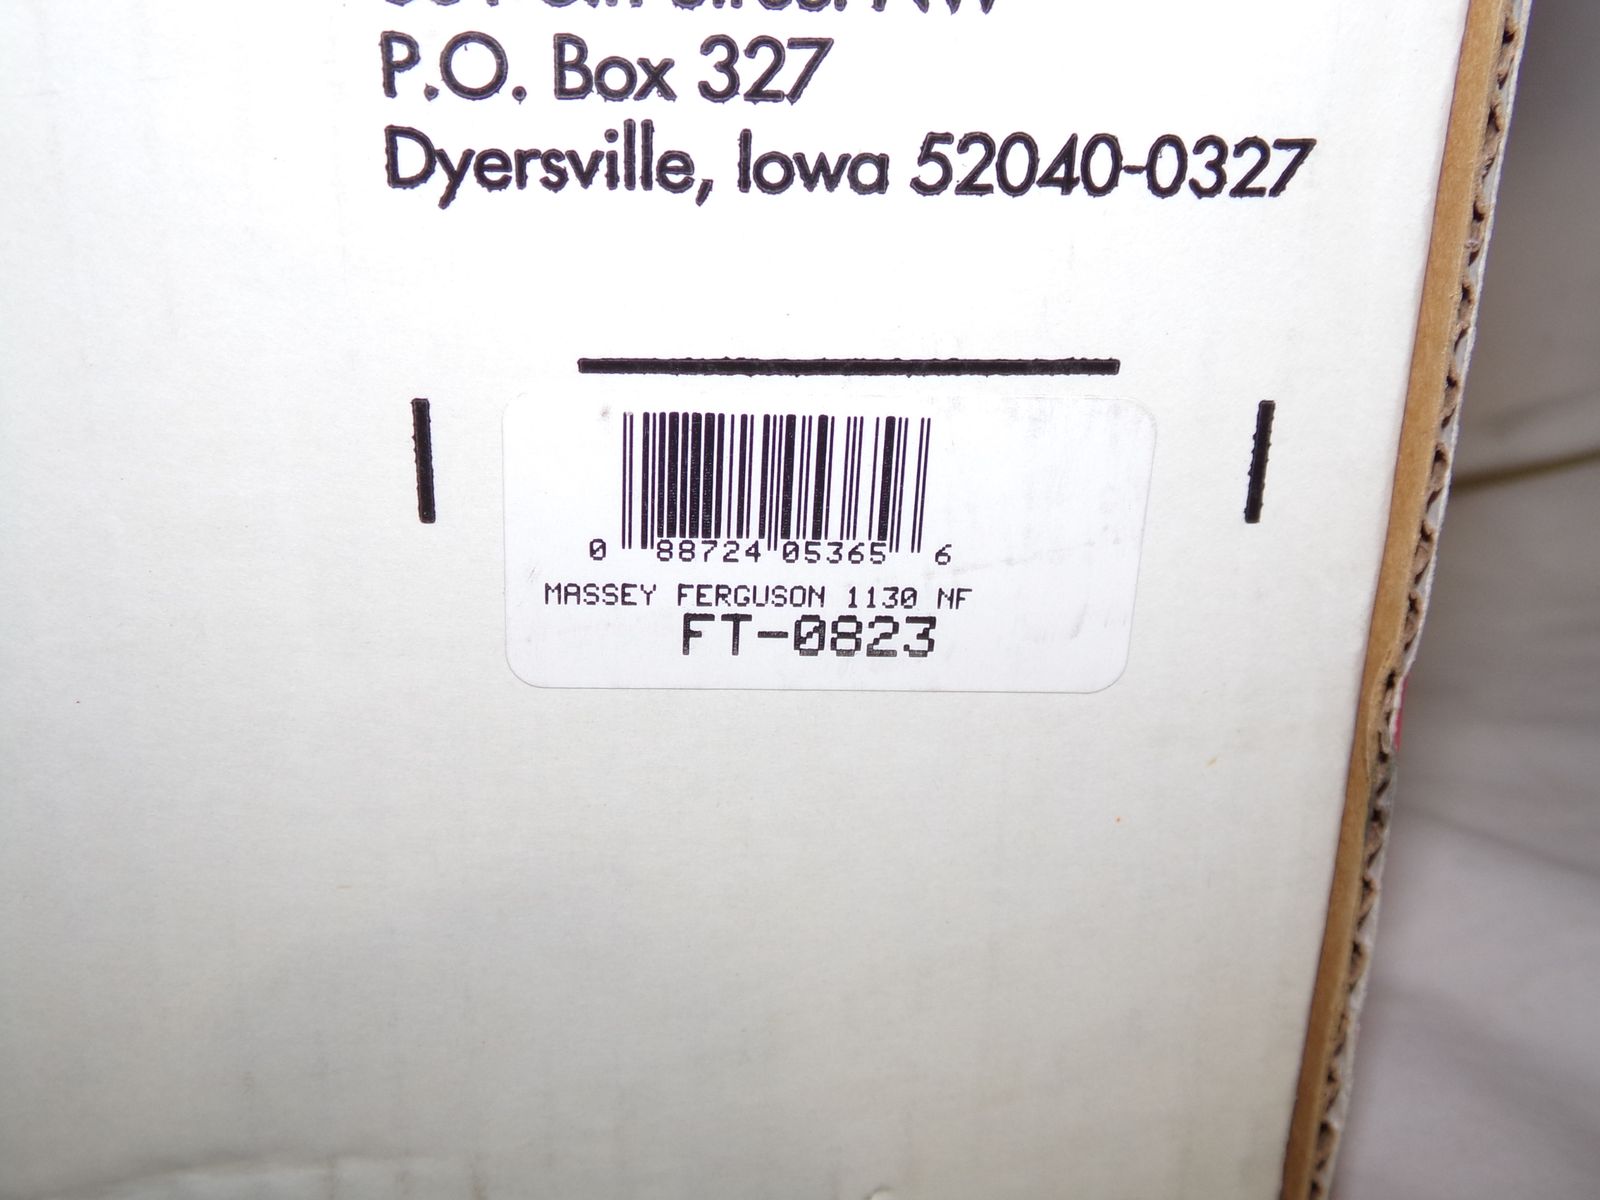 P.O. Box 327
Dyersville, Iowa 52040-0327
0 88724 05365 6
MASSEY FERGUSON 1130 NF
FT-0823